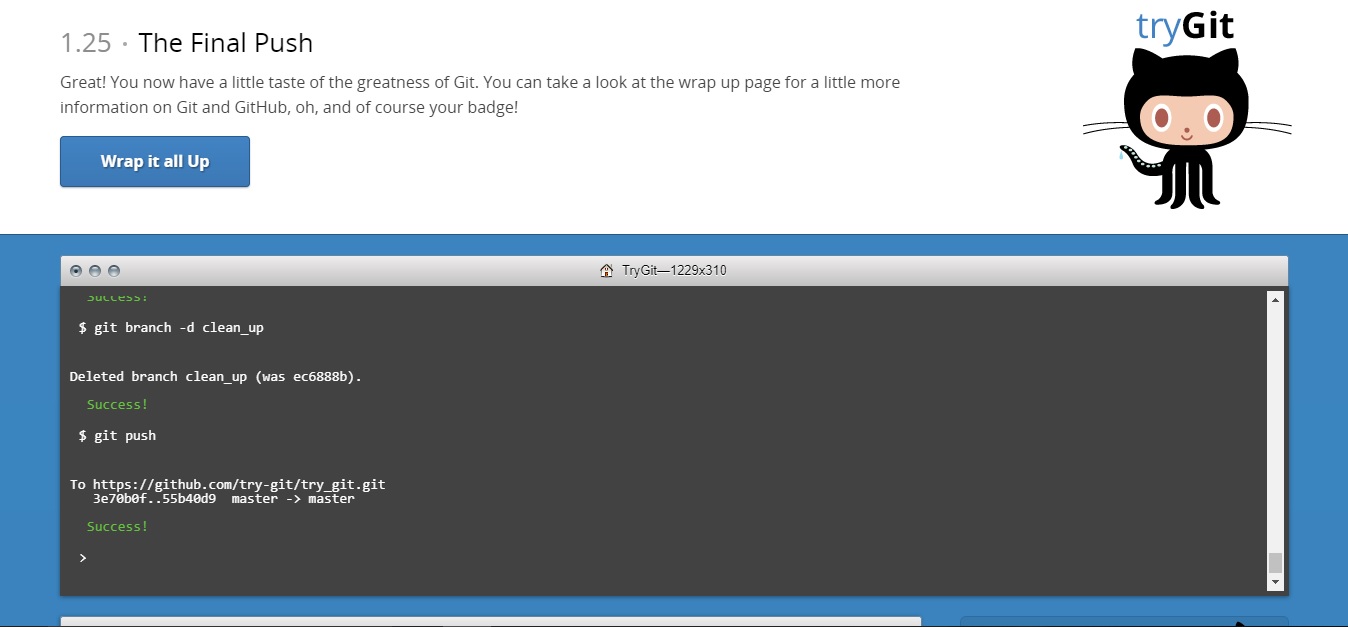 tryGit
1.25 · The Final Push
Great! You now have a little taste of the greatness of Git. You can take a look at the wrap up page for a little more
information on Git and GitHub, oh, and of course your badge!
Wrap it all Up
TryGit—1229x310
Success!
$ git branch -d clean_up
Deleted branch clean_up (was ec6888b).
Success!
$ git push
To https://github.com/try-git/try_git.git
3e70b0f..55b40d9  master -> master
Success!
>